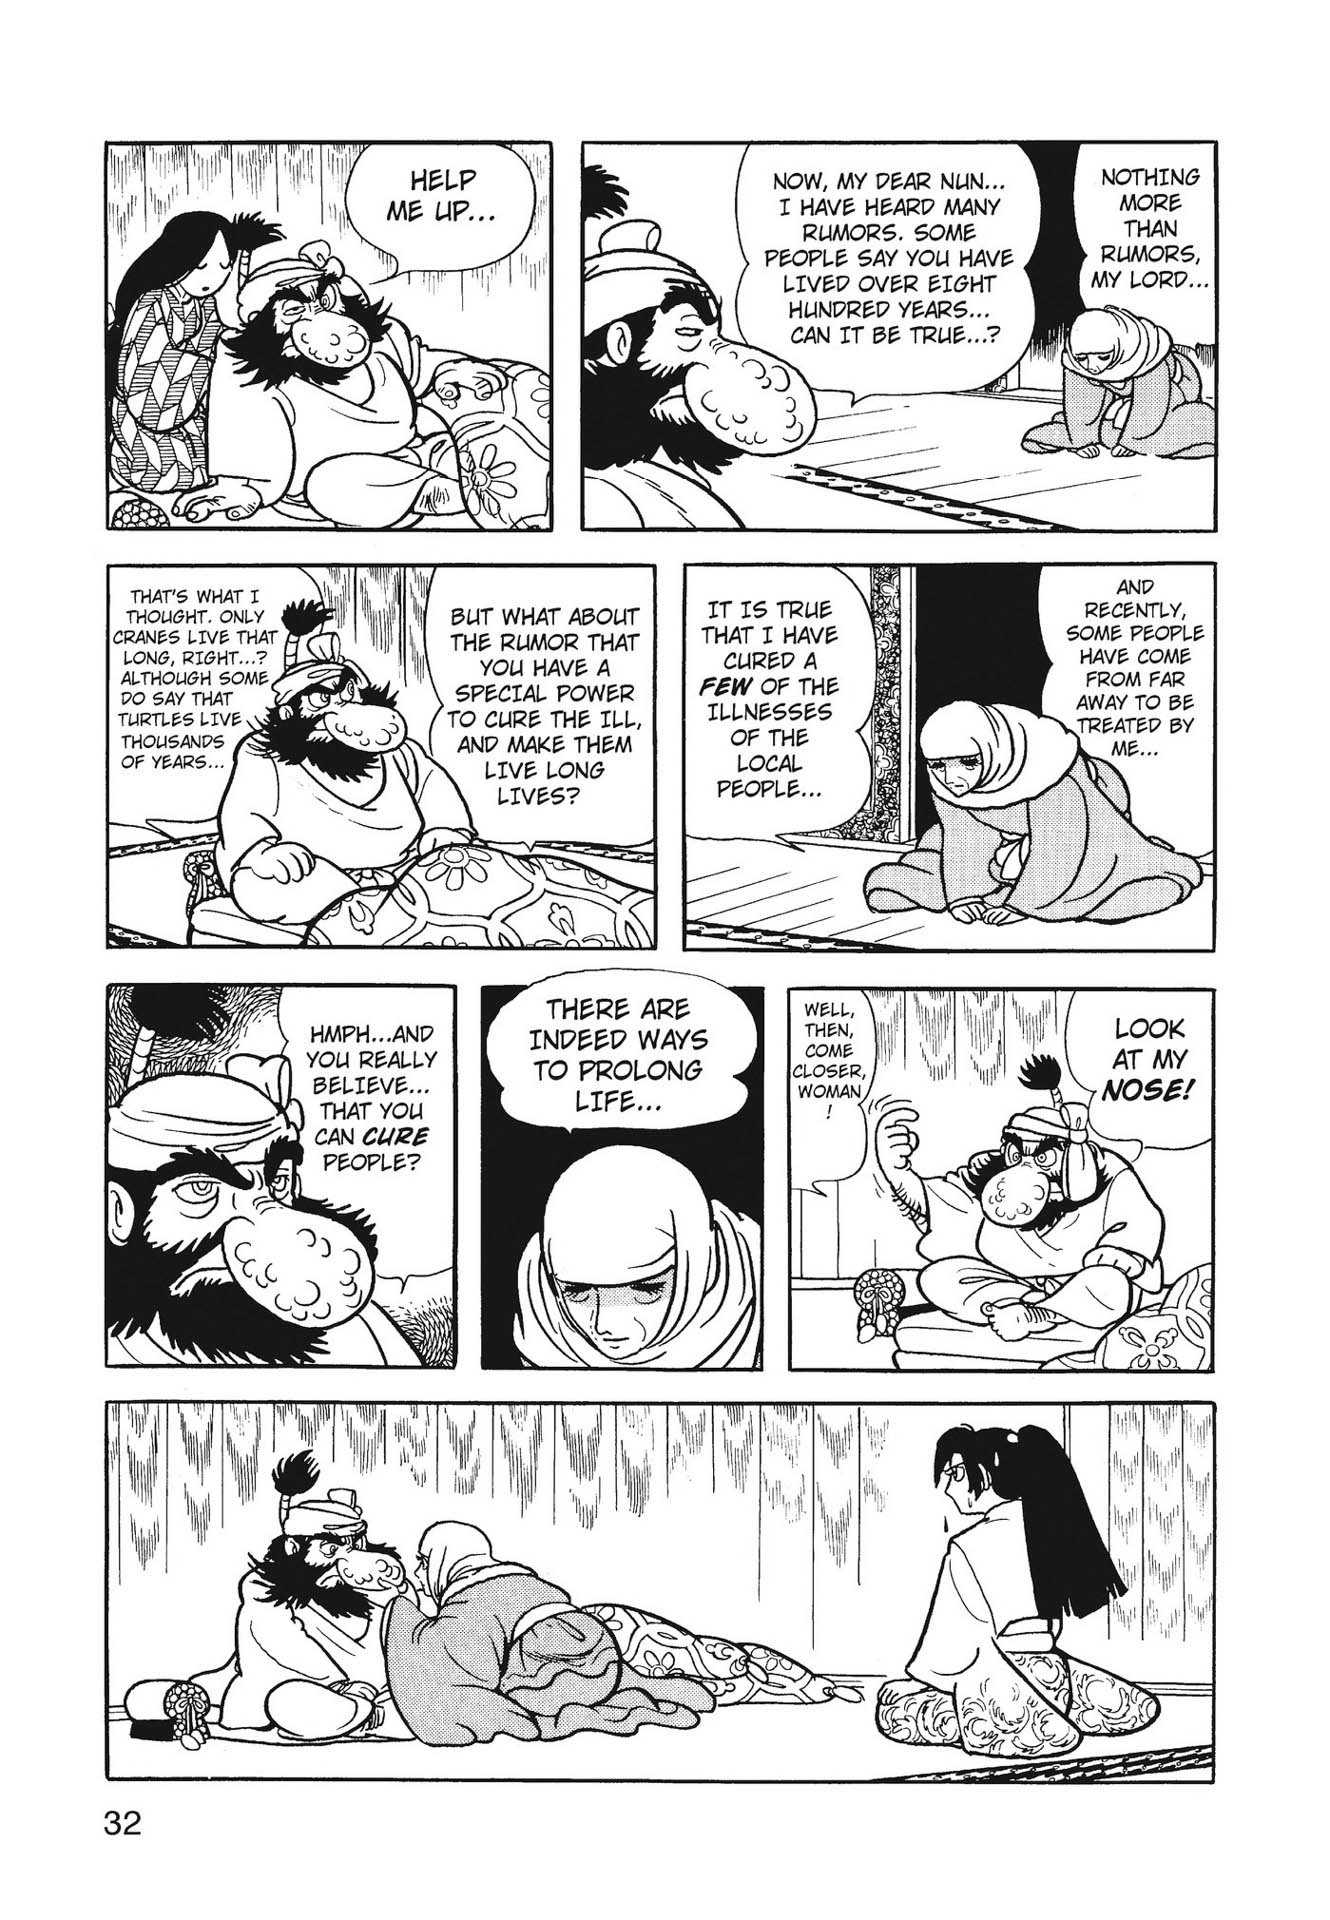 HELP
ME UP...
NOW, MY DEAR NUN...
I HAVE HEARD MANY
RUMORS. SOME
PEOPLE SAY YOU HAVE
LIVED OVER EIGHT
HUNDRED YEARS...
CAN IT BE TRUE...?
NOTHING
MORE
THAN
RUMORS,
MY LORD...
THAT'S WHAT I
THOUGHT. ONLY
CRANES LIVE THAT
LONG, RIGHT...?
ALTHOUGH SOME
DO SAY THAT
TURTLES LIVE
THOUSANDS
OF YEARS...
BUT WHAT ABOUT
THE RUMOR THAT
YOU HAVE A
SPECIAL POWER
TO CURE THE ILL,
AND MAKE THEM
LIVE LONG
LIVES?
IT IS TRUE
THAT I HAVE
CURED A
FEW OF THE
ILLNESSES
OF THE
LOCAL
PEOPLE...
AND
RECENTLY,
SOME PEOPLE
HAVE COME
FROM FAR
AWAY TO BE
TREATED BY
ME...
HMPH...AND
YOU REALLY
BELIEVE...
THAT YOU
CAN CURE
PEOPLE?
THERE ARE
INDEED WAYS
TO PROLONG
LIFE...
WELL,
THEN,
COME
CLOSER,
WOMAN
!
LOOK
AT MY
NOSE!
32